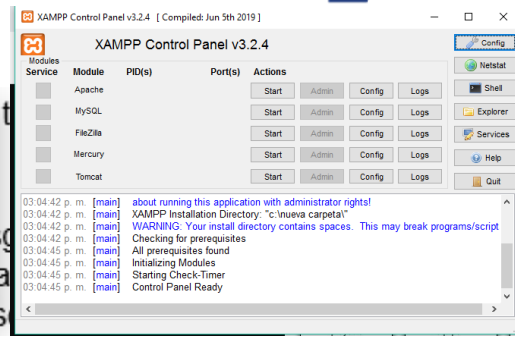 XAMPP Control Panel v3.2.4 [ Compiled: Jun 5th 2019 ]
XAMPP Control Panel v3.2.4
Config
Modules
Service Module PID(s) Port(s) Actions
Netstat
Apache Start Admin Config Logs
Shell
MySQL Start Admin Config Logs
Explorer
FileZilla Start Admin Config Logs
Services
Mercury Start Admin Config Logs
Help
Tomcat Start Admin Config Logs
Quit
03:04:42 p. m. [main] about running this application with administrator rights!
03:04:42 p. m. [main] XAMPP Installation Directory: "c:\nueva carpeta\"
03:04:42 p. m. [main] WARNING: Your install directory contains spaces. This may break programs/script
03:04:42 p. m. [main] Checking for prerequisites
03:04:45 p. m. [main] All prerequisites found
03:04:45 p. m. [main] Initializing Modules
03:04:45 p. m. [main] Starting Check-Timer
03:04:45 p. m. [main] Control Panel Ready